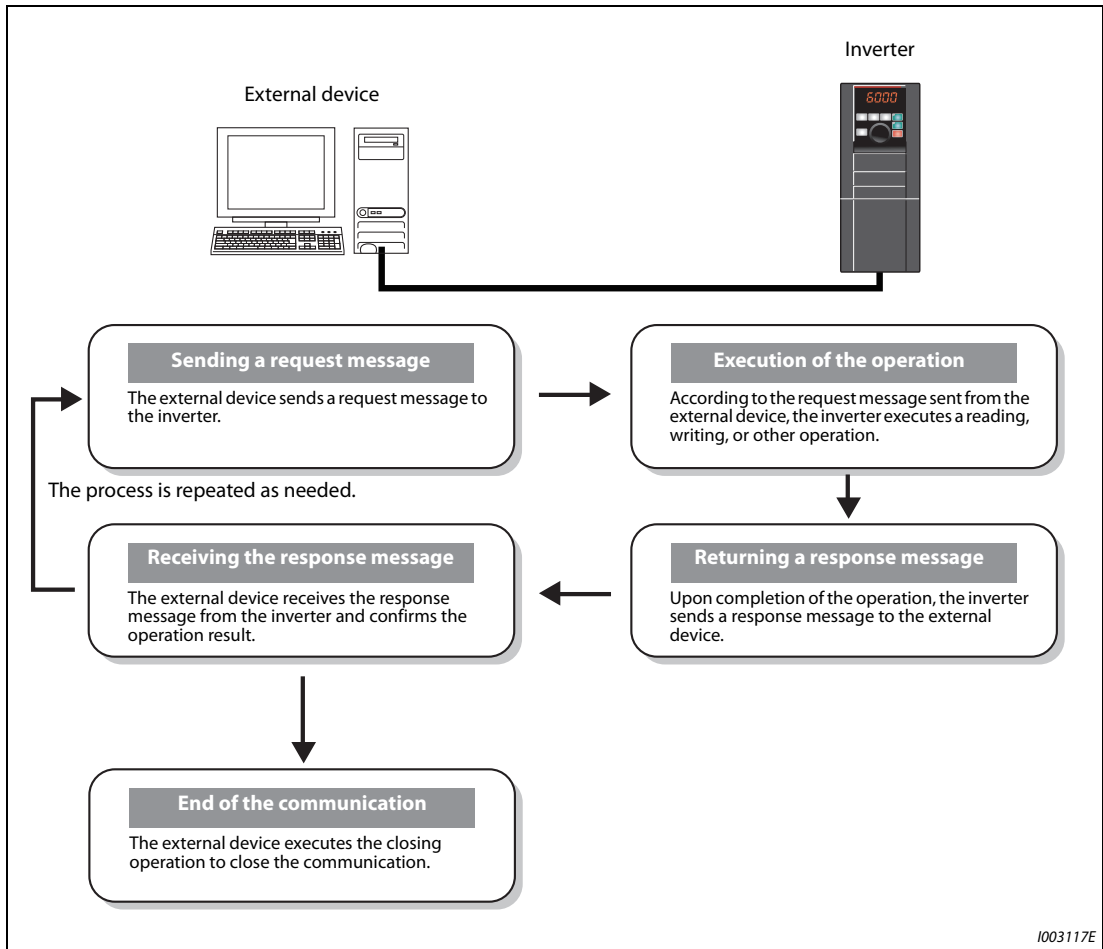 Inverter
External device
6000
Sending a request message
The external device sends a request message to
the inverter.
Execution of the operation
According to the request message sent from the
external device, the inverter executes a reading,
writing, or other operation.
The process is repeated as needed.
Receiving the response message
The external device receives the response
message from the inverter and confirms the
operation result.
Returning a response message
Upon completion of the operation, the inverter
sends a response message to the external
device.
End of the communication
The external device executes the closing
operation to close the communication.
I003117E